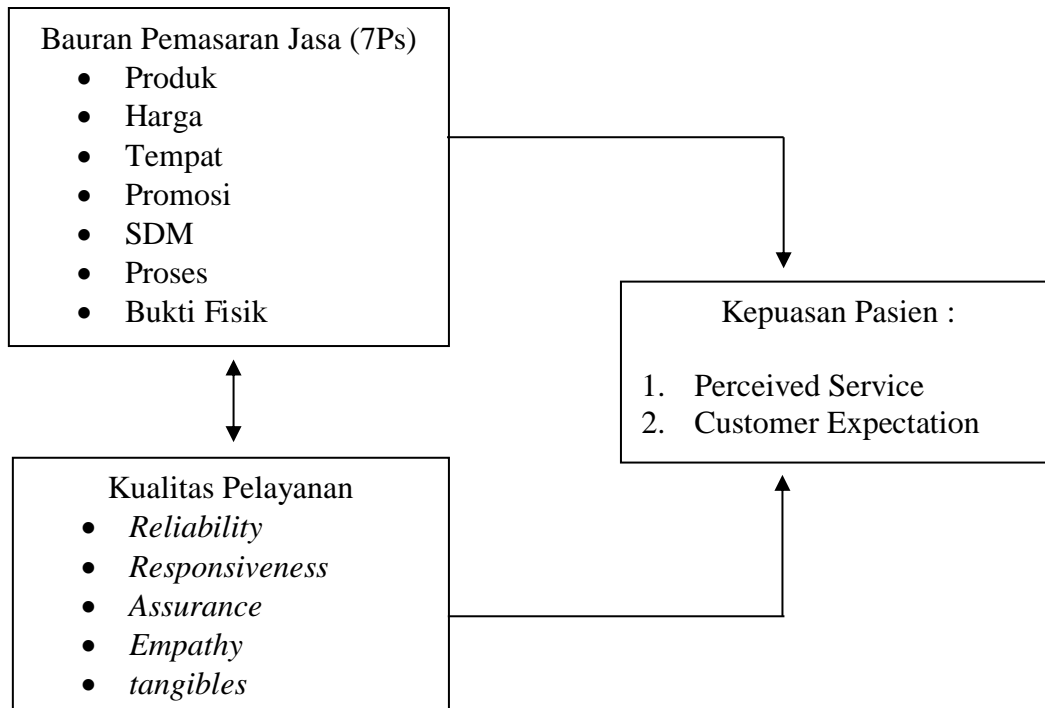 Bauran Pemasaran Jasa (7Ps)
• Produk
• Harga
• Tempat
• Promosi
• SDM
• Proses
• Bukti Fisik
Kepuasan Pasien :
1. Perceived Service
2. Customer Expectation
Kualitas Pelayanan
• Reliability
• Responsiveness
• Assurance
• Empathy
• tangibles